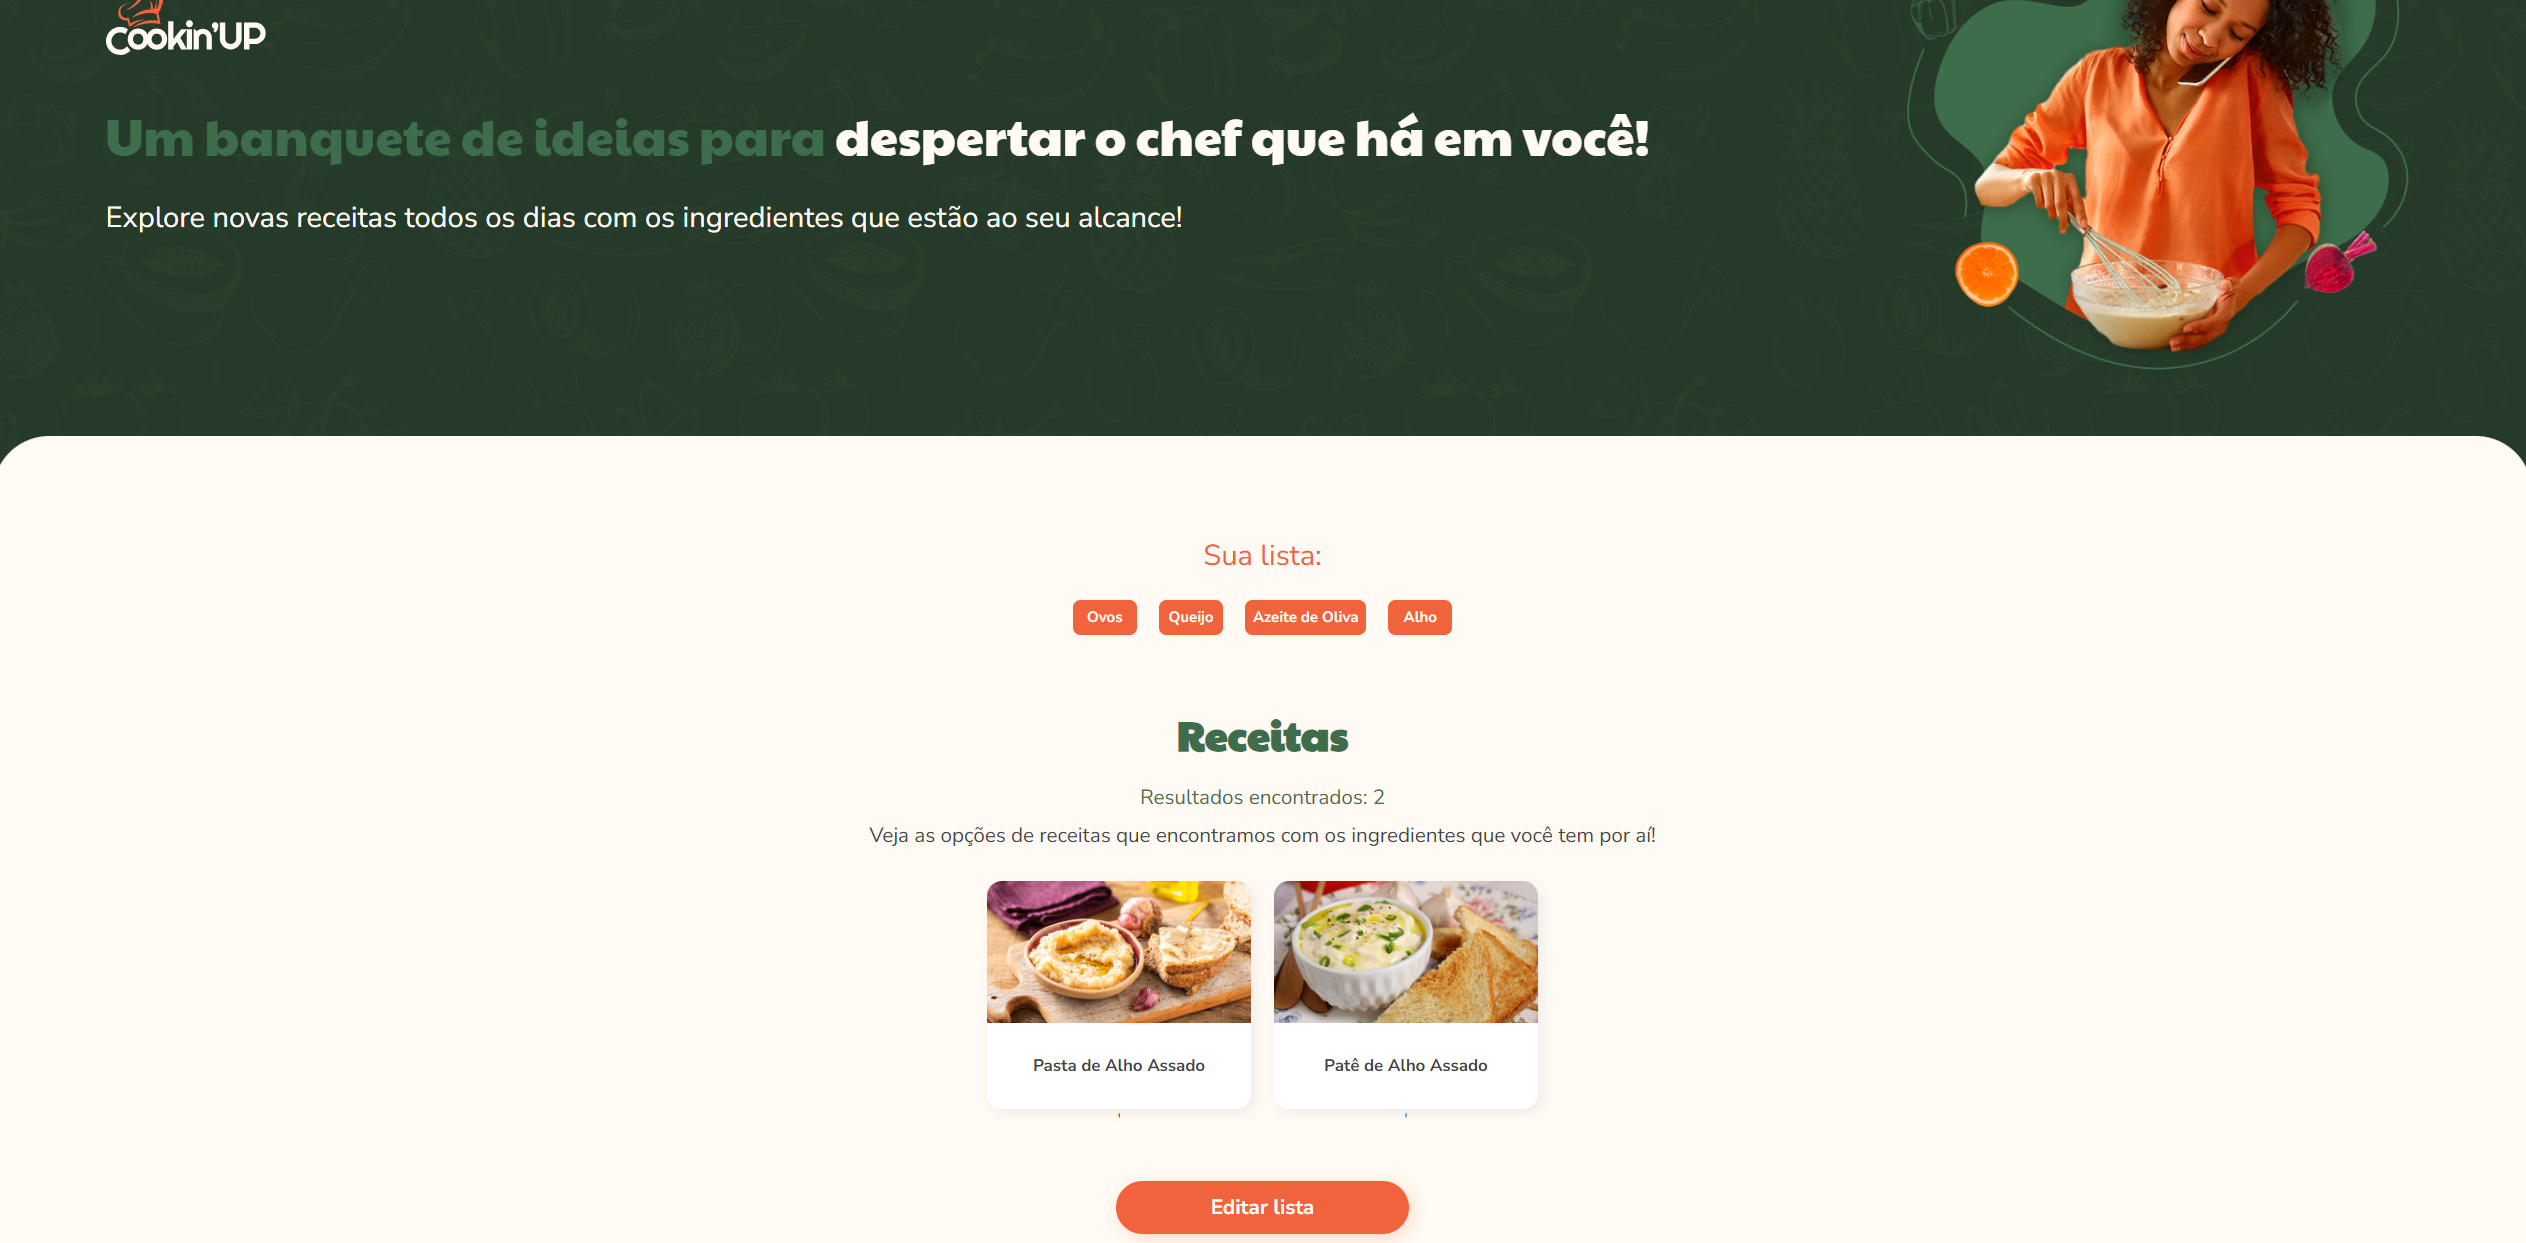 Cookin'UP
Um banquete de ideias para despertar o chef que há em você!
Explore novas receitas todos os dias com os ingredientes que estão ao seu alcance!
Sua lista:
Ovos Queijo Azeite de Oliva Alho
Receitas
Resultados encontrados: 2
Veja as opções de receitas que encontramos com os ingredientes que você tem por aí!
Pasta de Alho Assado Patê de Alho Assado
' '
Editar lista